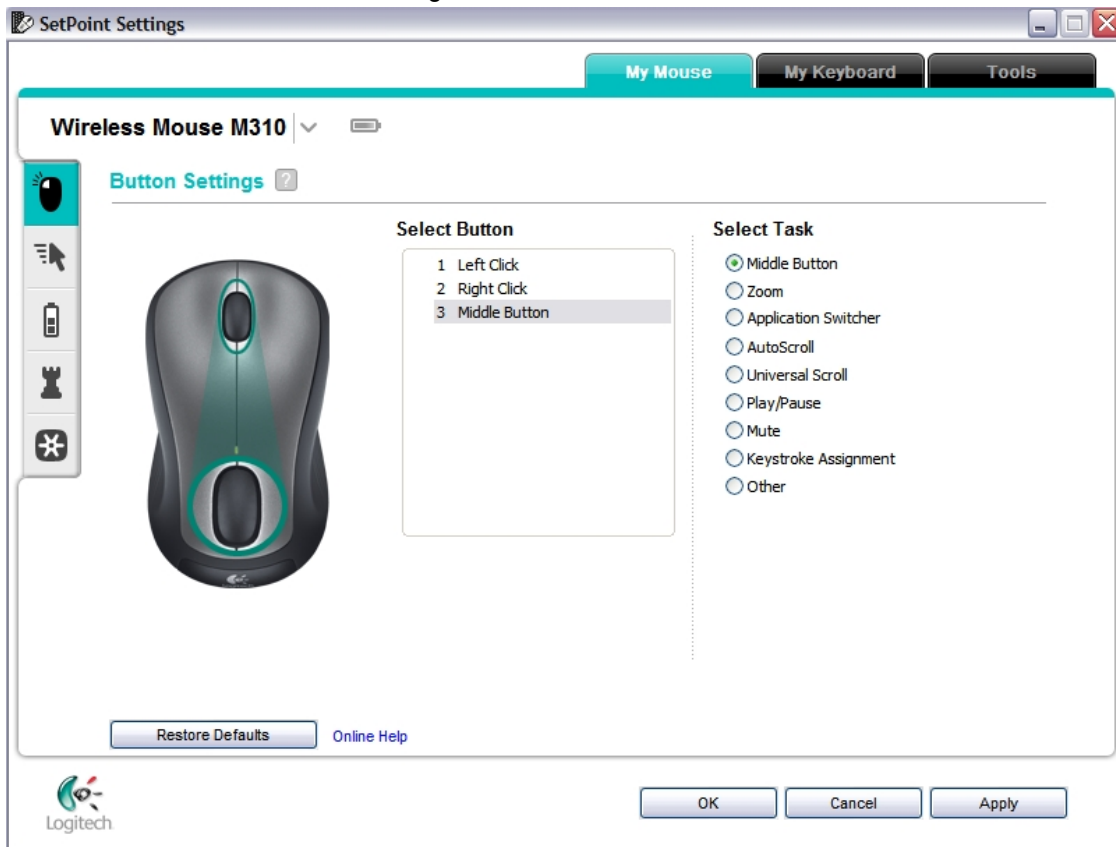 SetPoint Settings
My Mouse
My Keyboard
Tools
Wireless Mouse M310
Button Settings ?
Select Button
1 Left Click
2 Right Click
3 Middle Button
Select Task
Middle Button
Zoom
Application Switcher
AutoScroll
Universal Scroll
Play/Pause
Mute
Keystroke Assignment
Other
Restore Defaults
Online Help
Logitech
OK
Cancel
Apply